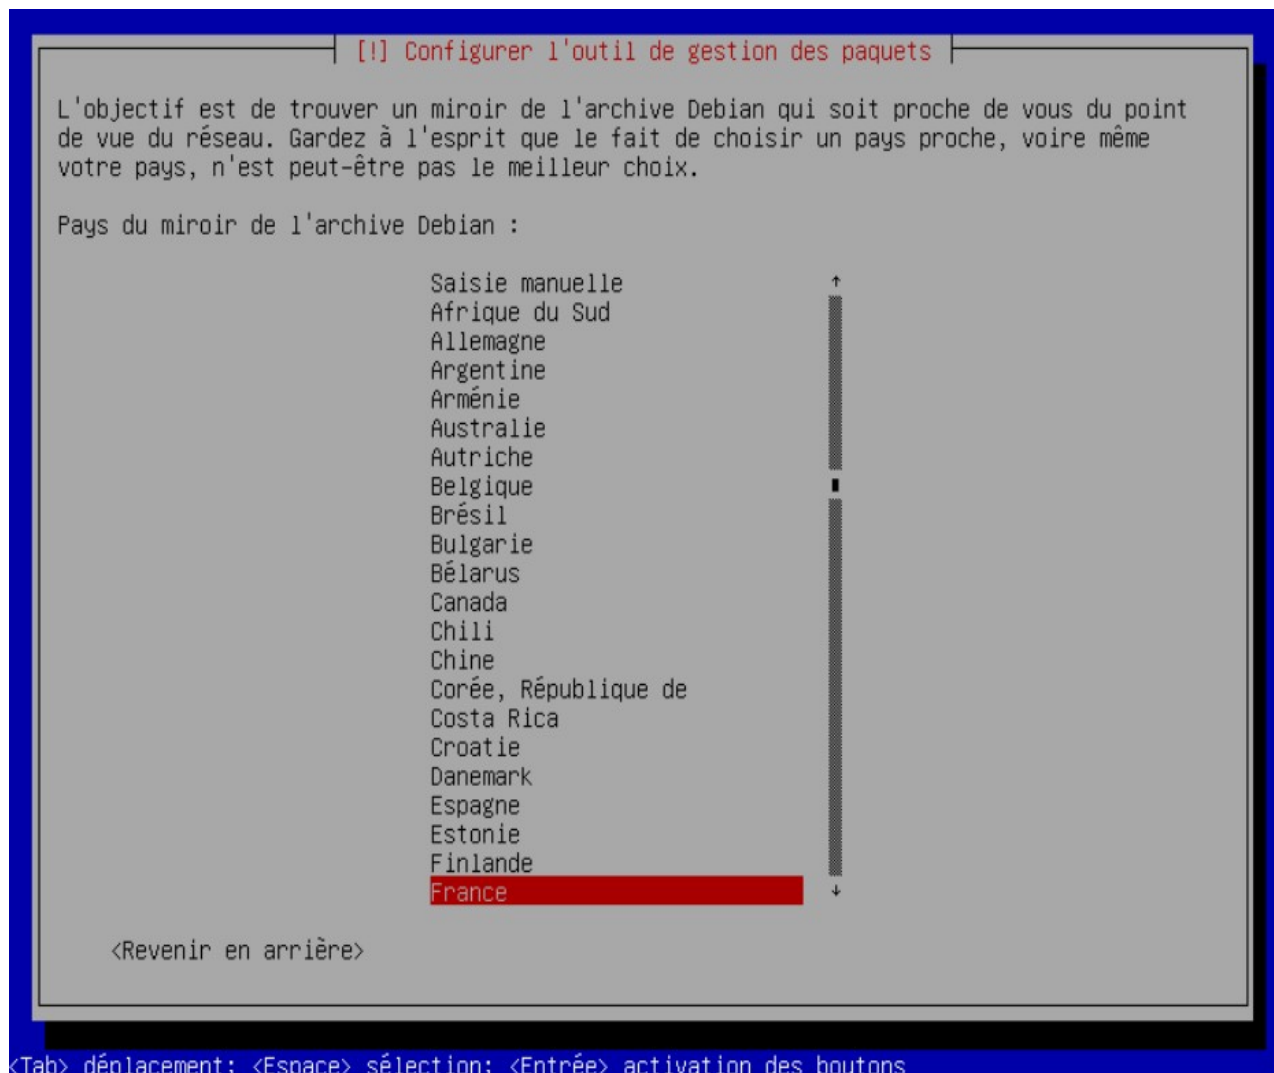 [!] Configurer l'outil de gestion des paquets
L'objectif est de trouver un miroir de l'archive Debian qui soit proche de vous du point
de vue du réseau. Gardez à l'esprit que le fait de choisir un pays proche, voire même
votre pays, n'est peut-être pas le meilleur choix.
Pays du miroir de l'archive Debian :
Saisie manuelle
Afrique du Sud
Allemagne
Argentine
Arménie
Australie
Autriche
Belgique
Brésil
Bulgarie
Bélarus
Canada
Chili
Chine
Corée, République de
Costa Rica
Croatie
Danemark
Espagne
Estonie
Finlande
France
<Revenir en arrière>
<Tab> déplacement; <Espace> sélection; <Entrée> activation des boutons